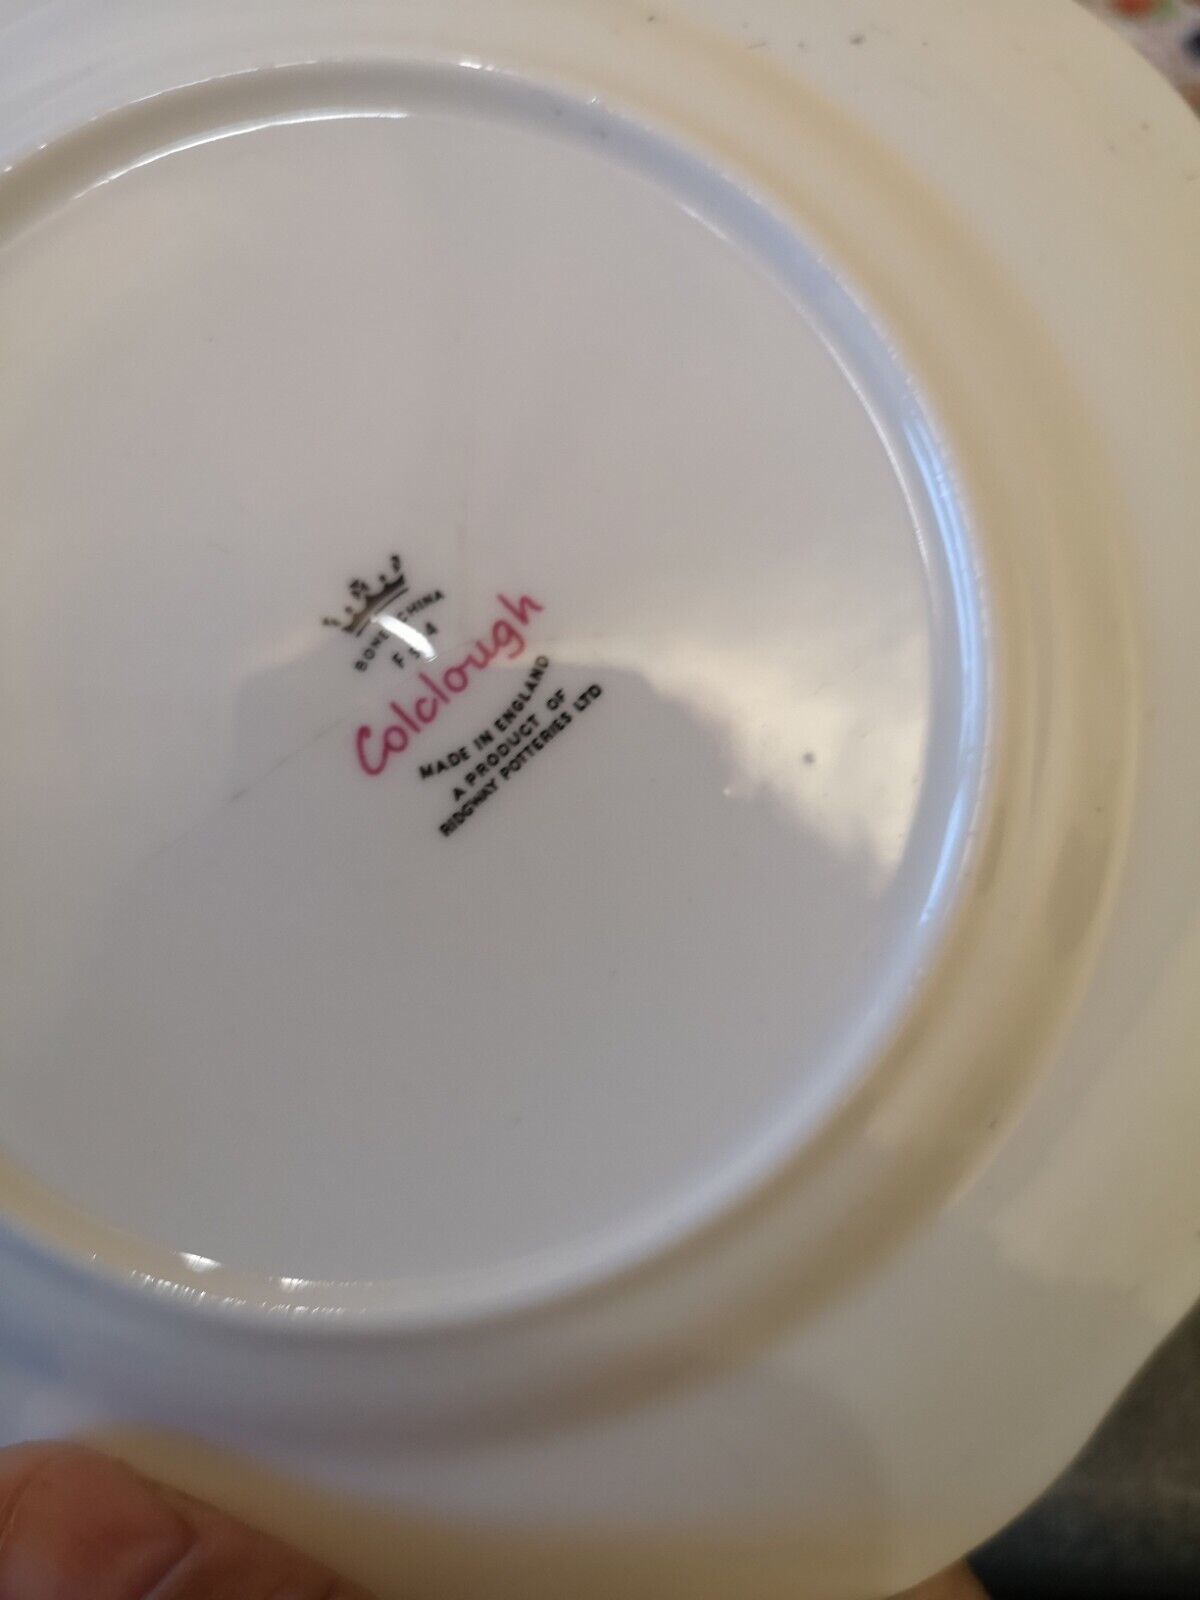 BONE CHINA
Colclough
MADE IN ENGLAND
A PRODUCT OF
RIDGWAY POTTERIES LTD